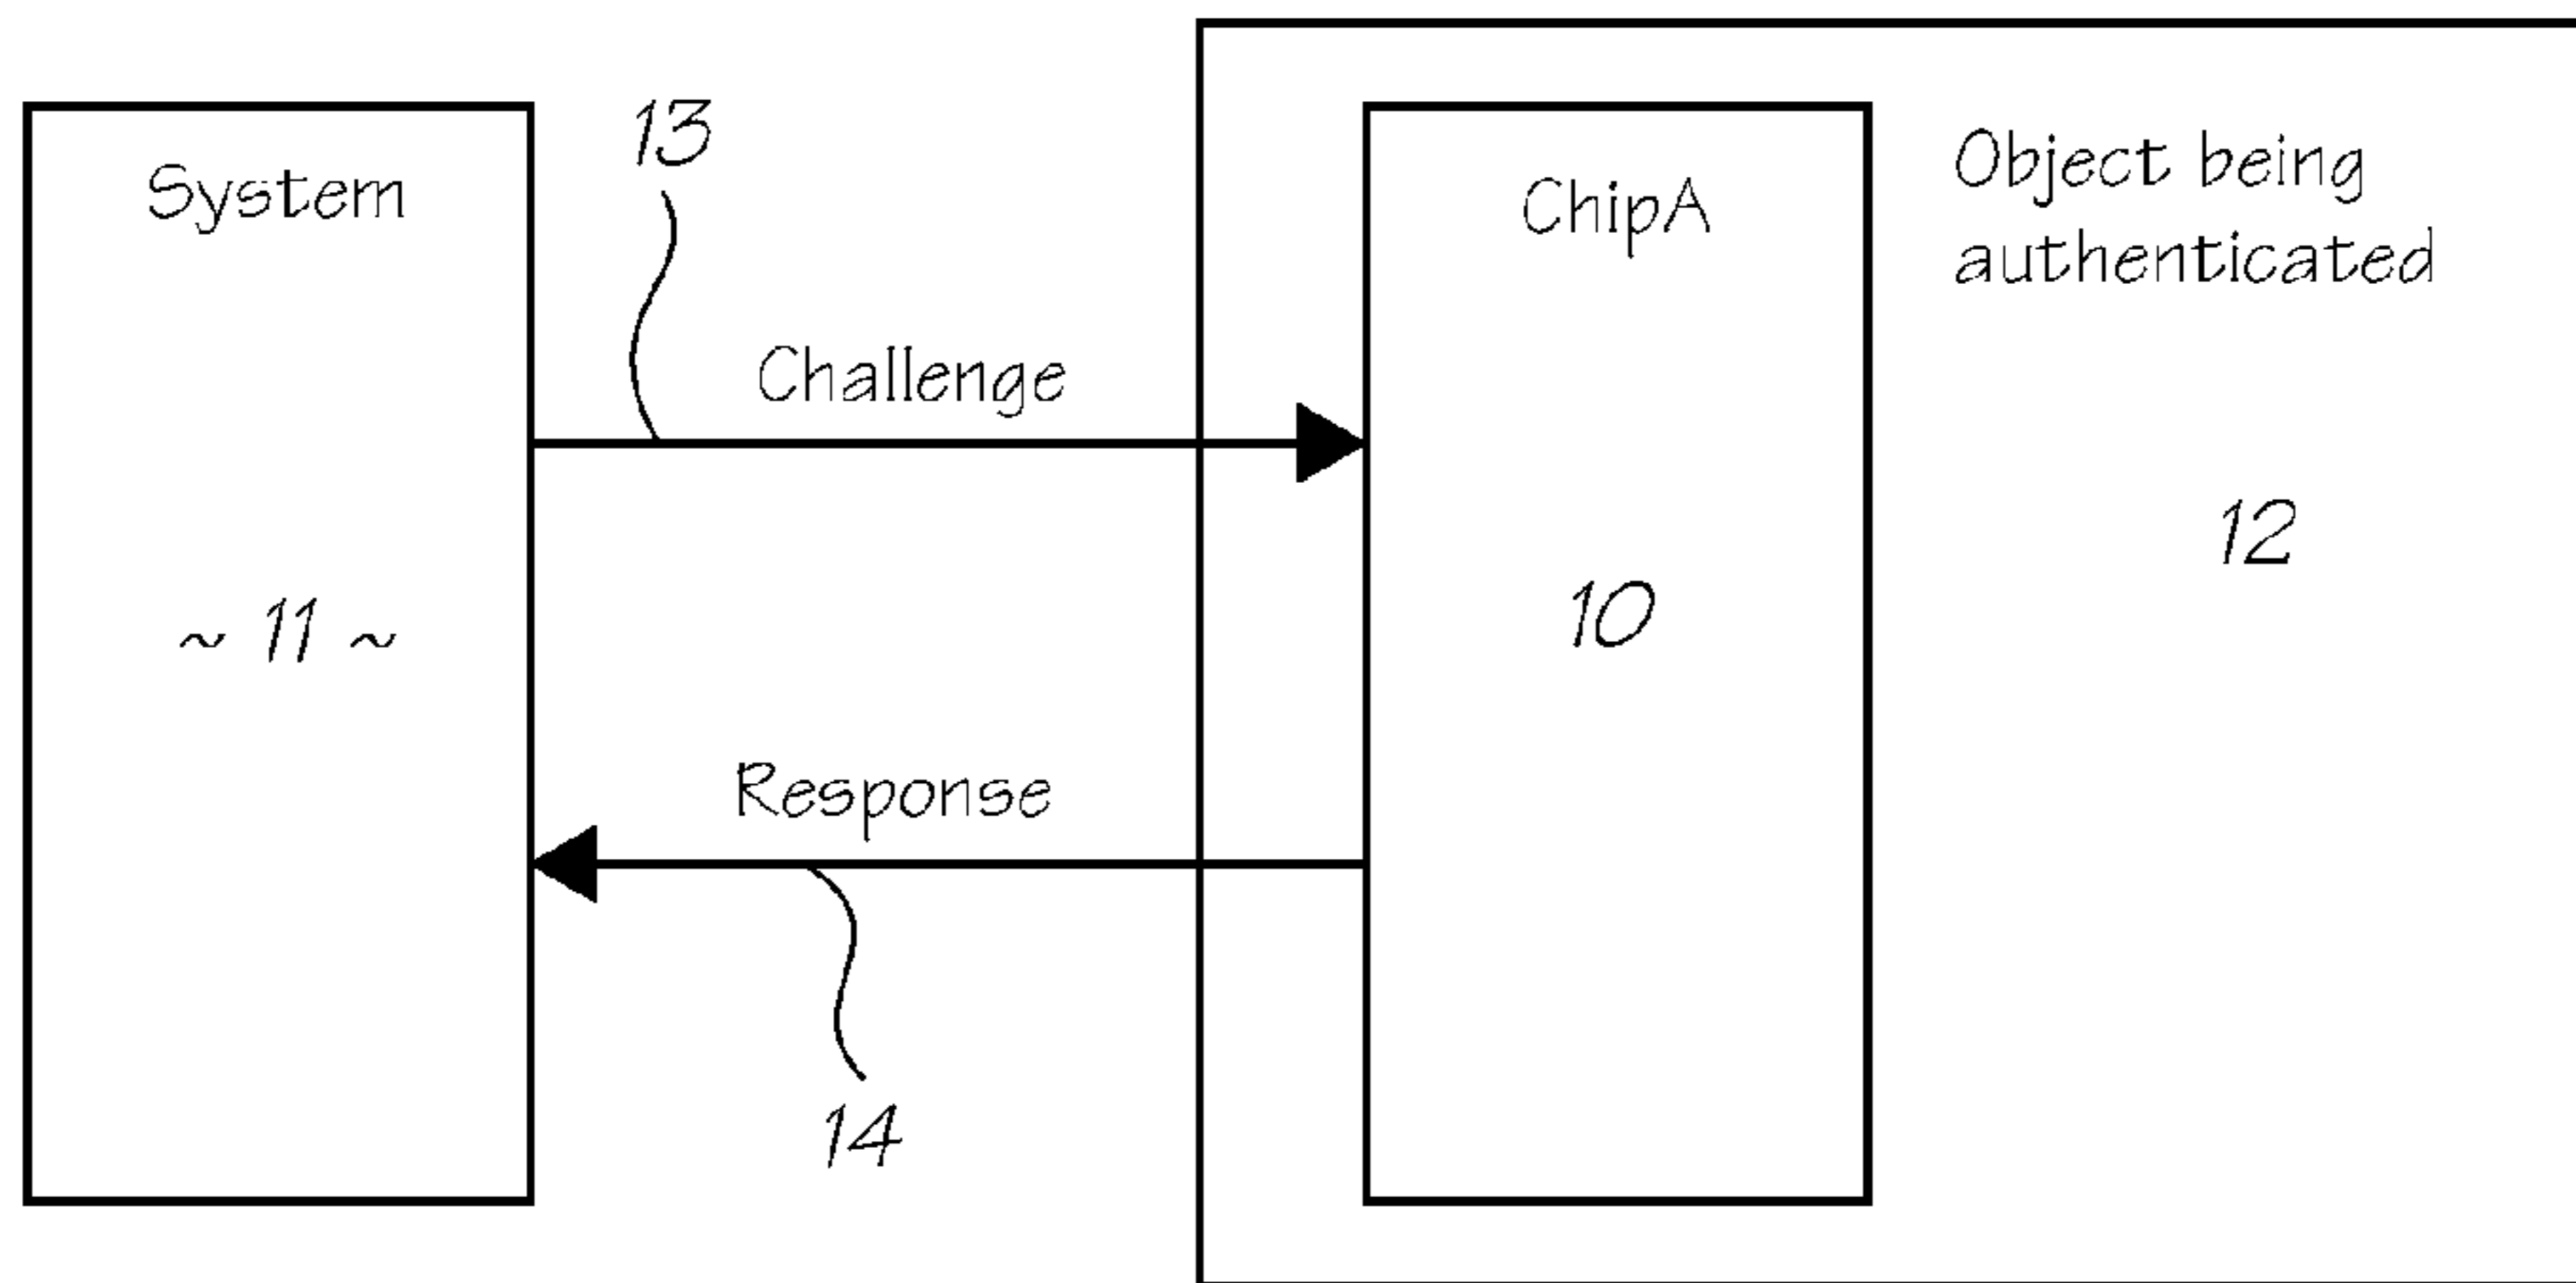 System
~ 11 ~
13
Challenge
Response
14
ChipA
10
Object being
authenticated
12